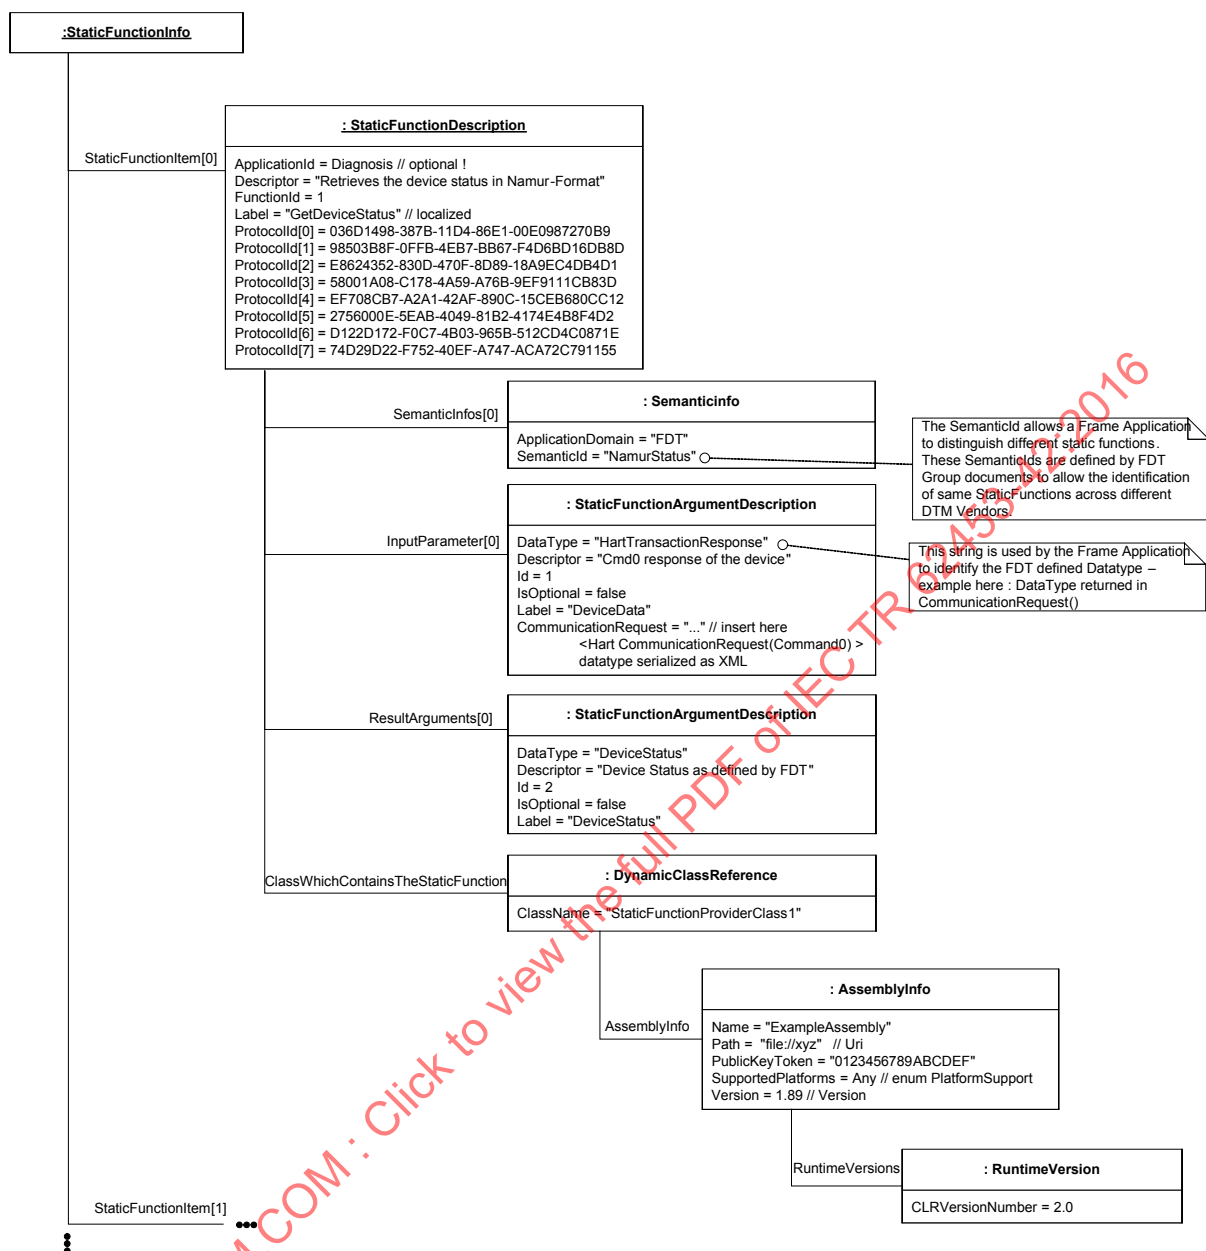 :StaticFunctionInfo
: StaticFunctionDescription
StaticFunctionItem[0]
ApplicationId = Diagnosis // optional !
Descriptor = "Retrieves the device status in Namur-Format"
FunctionId = 1
Label = "GetDeviceStatus" // localized
ProtocolId[0] = 036D1498-387B-11D4-86E1-00E0987270B9
ProtocolId[1] = 98503B8F-0FFB-4EB7-BB67-F4D6BD16DB8D
ProtocolId[2] = E8624352-830D-470F-8D89-18A9EC4DB4D1
ProtocolId[3] = 58001A08-C178-4A59-A76B-9EF9111CB83D
ProtocolId[4] = EF708CB7-A2A1-42AF-890C-15CEB680CC12
ProtocolId[5] = 2756000E-5EAB-4049-81B2-4174E4B8F4D2
ProtocolId[6] = D122D172-F0C7-4B03-965B-512CD4C0871E
ProtocolId[7] = 74D29D22-F752-40EF-A747-ACA72C791155
SemanticInfos[0]
: Semanticinfo
ApplicationDomain = "FDT"
SemanticId = "NamurStatus"
The SemanticId allows a Frame Application
to distinguish different static functions.
These SemanticIds are defined by FDT
Group documents to allow the identification
of same StaticFunctions across different
DTM Vendors.
InputParameter[0]
: StaticFunctionArgumentDescription
DataType = "HartTransactionResponse"
Descriptor = "Cmd0 response of the device"
Id = 1
IsOptional = false
Label = "DeviceData"
CommunicationRequest = "..." // insert here
<Hart CommunicationRequest(Command0) >
datatype serialized as XML
This string is used by the Frame Application
to identify the FDT defined Datatype –
example here : DataType returned in
CommunicationRequest()
ResultArguments[0]
: StaticFunctionArgumentDescription
DataType = "DeviceStatus"
Descriptor = "Device Status as defined by FDT"
Id = 2
IsOptional = false
Label = "DeviceStatus"
ClassWhichContainsTheStaticFunction
: DynamicClassReference
ClassName = "StaticFunctionProviderClass1"
AssemblyInfo
: AssemblyInfo
Name = "ExampleAssembly"
Path =  "file://xyz"   // Uri
PublicKeyToken = "0123456789ABCDEF"
SupportedPlatforms = Any // enum PlatformSupport
Version = 1.89 // Version
RuntimeVersions
: RuntimeVersion
CLRVersionNumber = 2.0
StaticFunctionItem[1]
M.COM : Click to view the full PDF of IEC TR 62453-42:2016